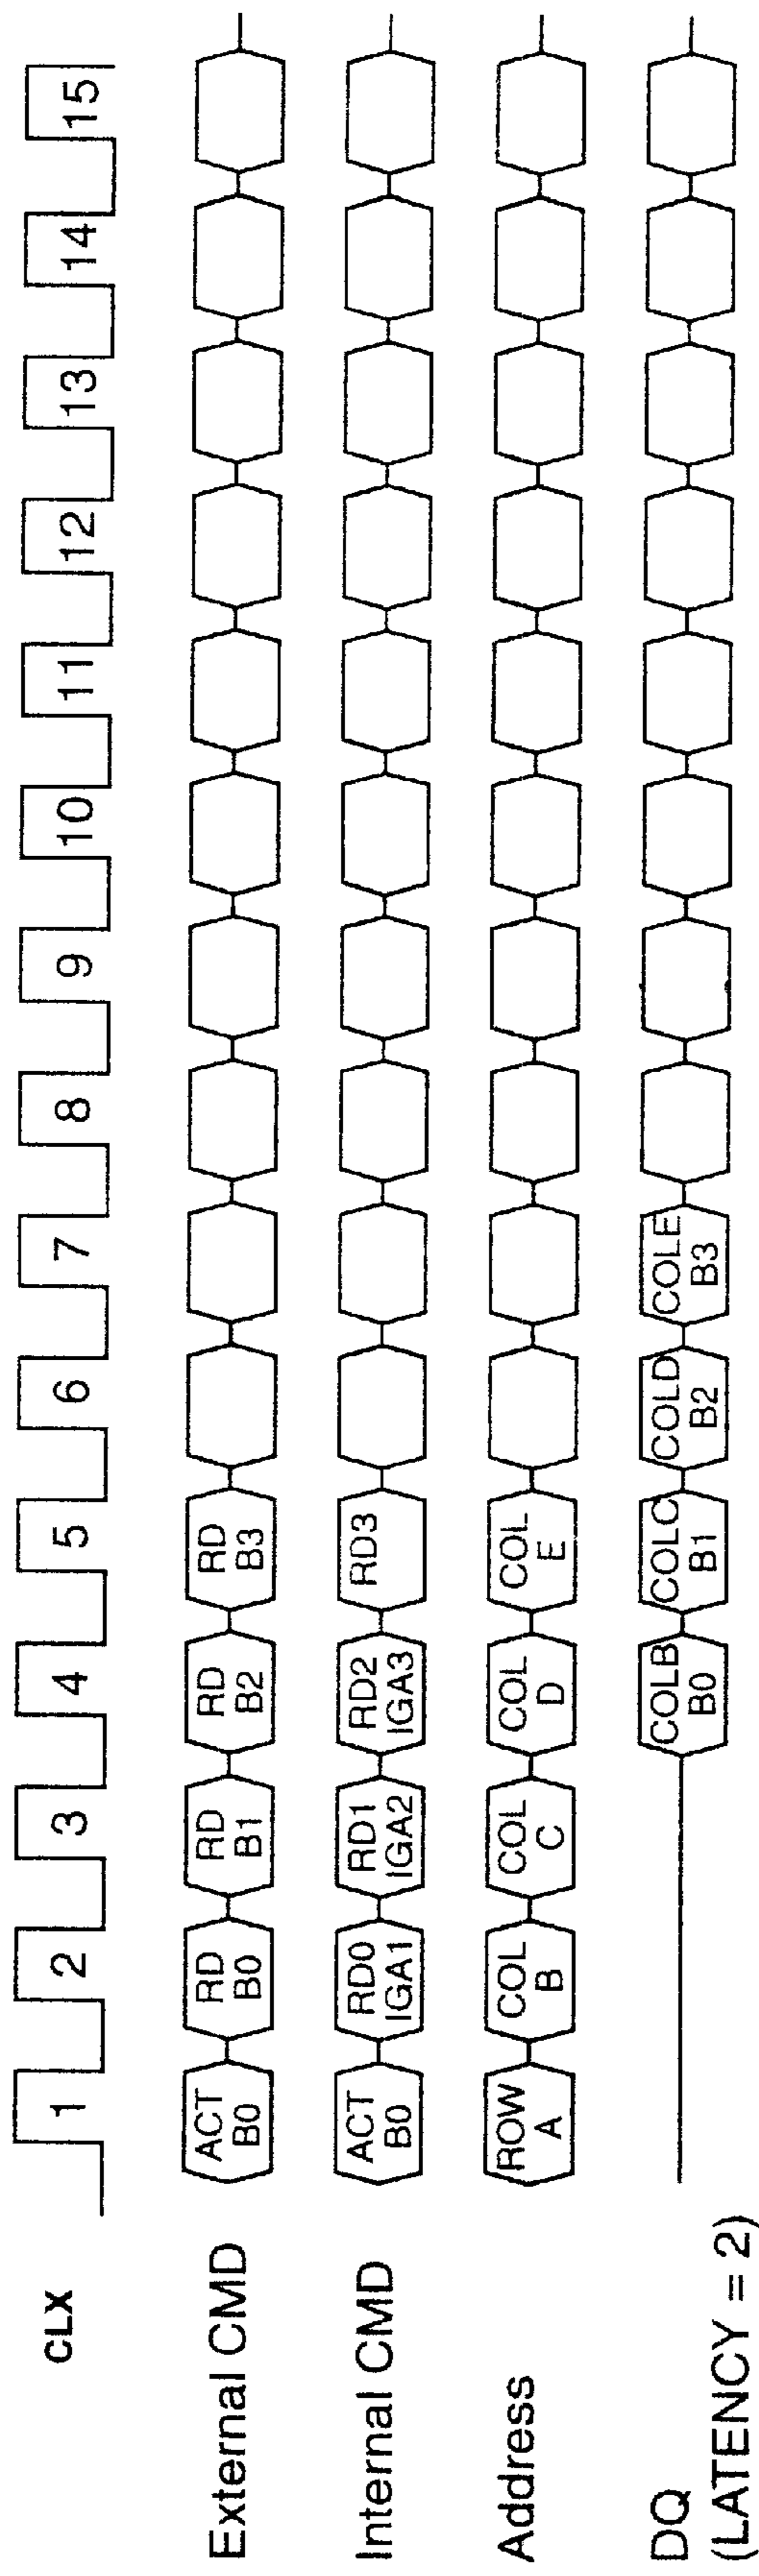 CLX 1 2 3 4 5 6 7 8 9 10 11 12 13 14 15
External CMD
ACT
B0
RD
B0
RD
B1
RD
B2
RD
B3
Internal CMD
ACT
B0
RD0
IGA1
RD1
IGA2
RD2
IGA3
RD3
Address
ROW
A
COL
B
COL
C
COL
D
COL
E
DQ
(LATENCY = 2)
COLB
B0
COLC
B1
COLD
B2
COLE
B3